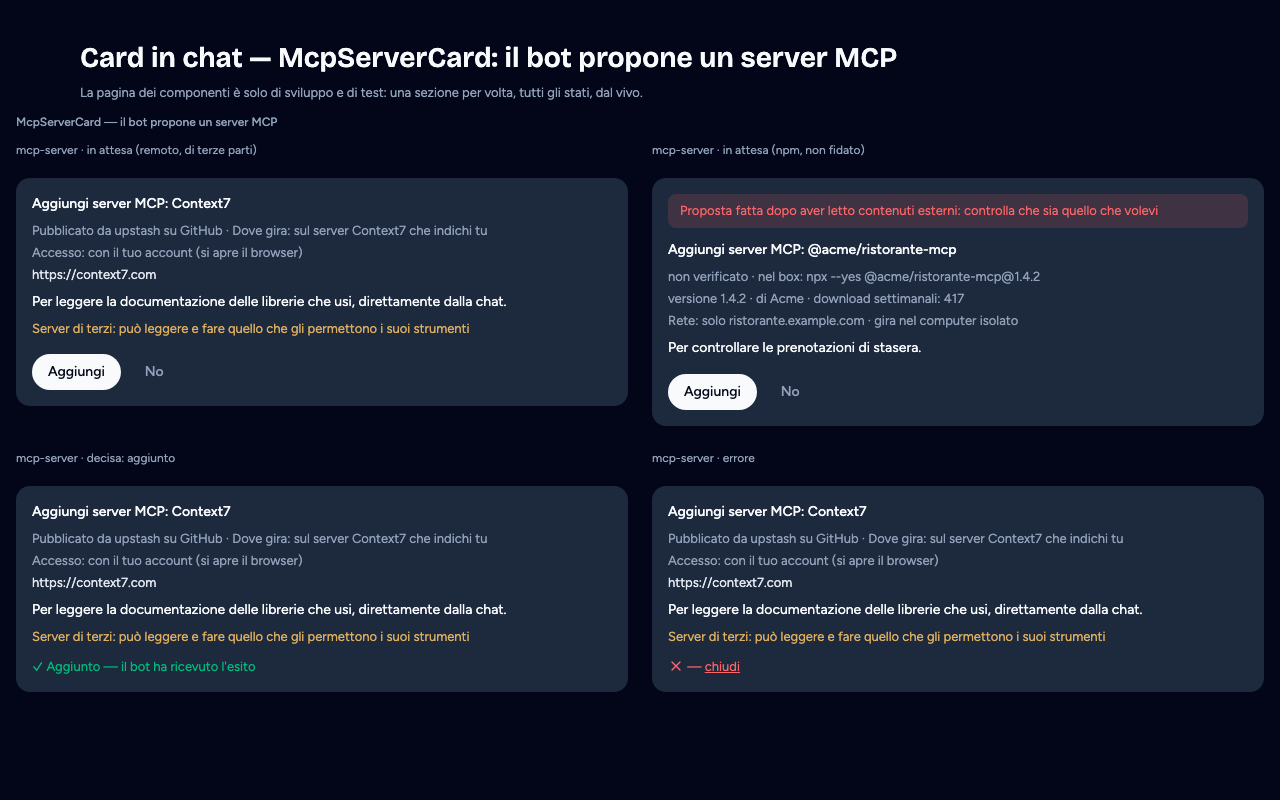 Card in chat — McpServerCard: il bot propone un server MCP
La pagina dei componenti è solo di sviluppo e di test: una sezione per volta, tutti gli stati, dal vivo.
McpServerCard — il bot propone un server MCP
mcp-server · in attesa (remoto, di terze parti)
Aggiungi server MCP: Context7
Pubblicato da upstash su GitHub · Dove gira: sul server Context7 che indichi tu
Accesso: con il tuo account (si apre il browser)
https://context7.com
Per leggere la documentazione delle librerie che usi, direttamente dalla chat.
Server di terzi: può leggere e fare quello che gli permettono i suoi strumenti
Aggiungi No
mcp-server · in attesa (npm, non fidato)
Proposta fatta dopo aver letto contenuti esterni: controlla che sia quello che volevi
Aggiungi server MCP: @acme/ristorante-mcp
non verificato · nel box: npx --yes @acme/ristorante-mcp@1.4.2
versione 1.4.2 · di Acme · download settimanali: 417
Rete: solo ristorante.example.com · gira nel computer isolato
Per controllare le prenotazioni di stasera.
Aggiungi No
mcp-server · decisa: aggiunto
Aggiungi server MCP: Context7
Pubblicato da upstash su GitHub · Dove gira: sul server Context7 che indichi tu
Accesso: con il tuo account (si apre il browser)
https://context7.com
Per leggere la documentazione delle librerie che usi, direttamente dalla chat.
Server di terzi: può leggere e fare quello che gli permettono i suoi strumenti
✓ Aggiunto — il bot ha ricevuto l'esito
mcp-server · errore
Aggiungi server MCP: Context7
Pubblicato da upstash su GitHub · Dove gira: sul server Context7 che indichi tu
Accesso: con il tuo account (si apre il browser)
https://context7.com
Per leggere la documentazione delle librerie che usi, direttamente dalla chat.
Server di terzi: può leggere e fare quello che gli permettono i suoi strumenti
✕ — chiudi